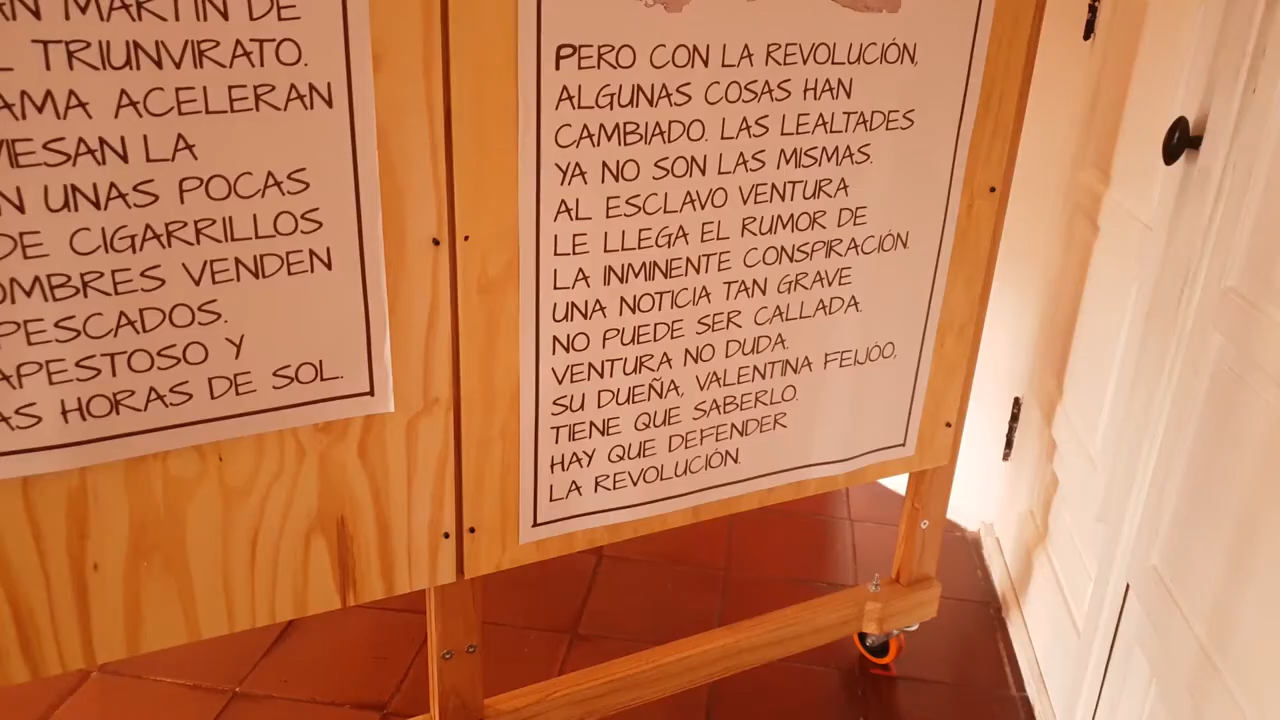 AN MARTÍN DE
L TRIUNVIRATO.
AMA ACELERAN
VIESAN LA
N UNAS POCAS
DE CIGARRILLOS
OMBRES VENDEN
PESCADOS.
APESTOSO Y
AS HORAS DE SOL.
PERO CON LA REVOLUCIÓN,
ALGUNAS COSAS HAN
CAMBIADO. LAS LEALTADES
YA NO SON LAS MISMAS.
AL ESCLAVO VENTURA
LE LLEGA EL RUMOR DE
LA INMINENTE CONSPIRACIÓN.
UNA NOTICIA TAN GRAVE
NO PUEDE SER CALLADA.
VENTURA NO DUDA.
SU DUEÑA, VALENTINA FEIJÓO,
TIENE QUE SABERLO.
HAY QUE DEFENDER
LA REVOLUCIÓN.